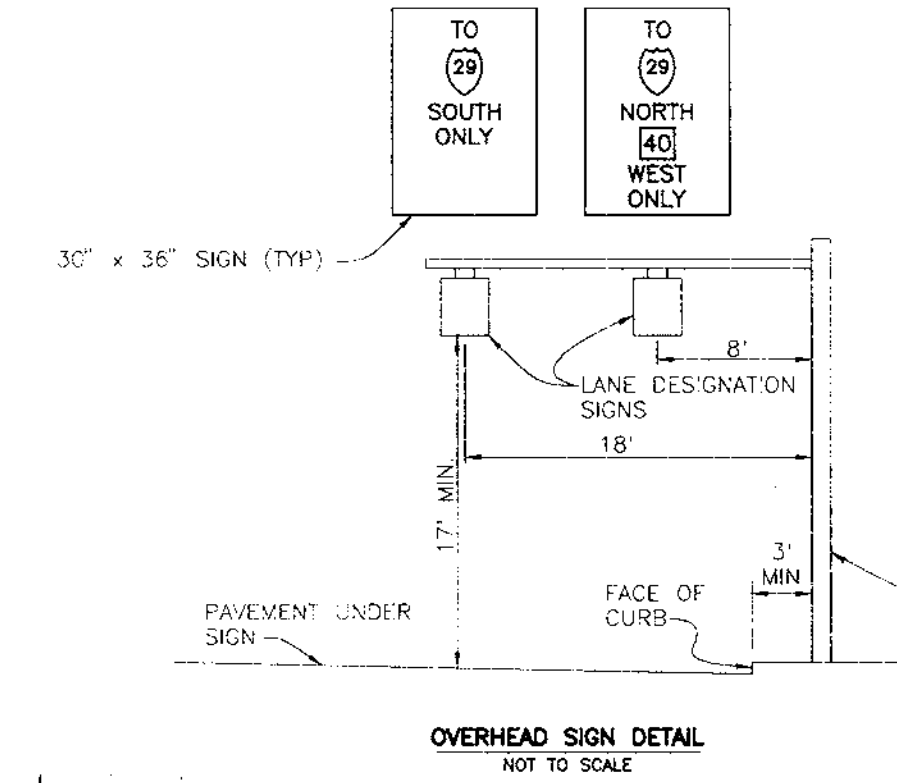 TO
29
SOUTH
ONLY
TO
29
NORTH
40
WEST
ONLY
30" x 36" SIGN (TYP)
8'
LANE DESIGNATION
SIGNS
18'
17' MIN.
3'
MIN
FACE OF
CURB
PAVEMENT UNDER
SIGN
OVERHEAD SIGN DETAIL
NOT TO SCALE